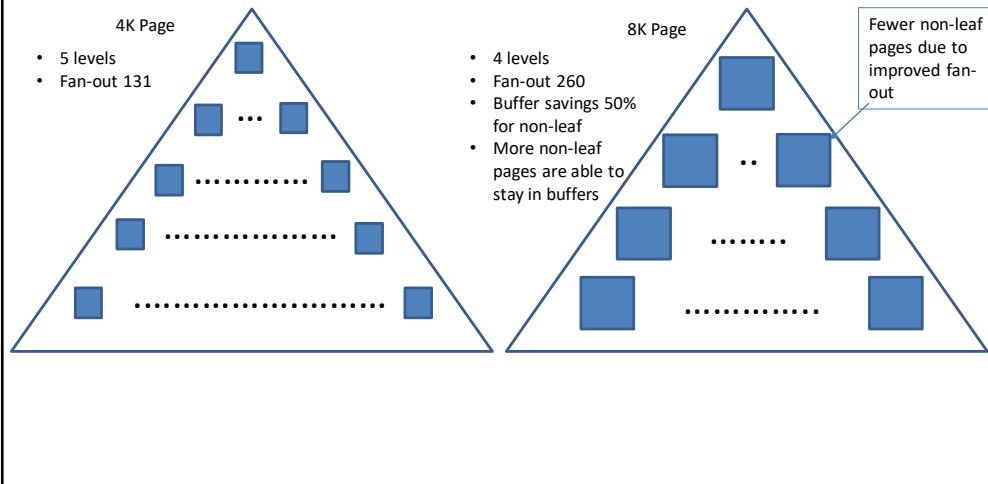 4K Page
• 5 levels
• Fan-out 131
8K Page
• 4 levels
• Fan-out 260
• Buffer savings 50%
for non-leaf
• More non-leaf
pages are able to
stay in buffers
Fewer non-leaf
pages due to
improved fan-
out